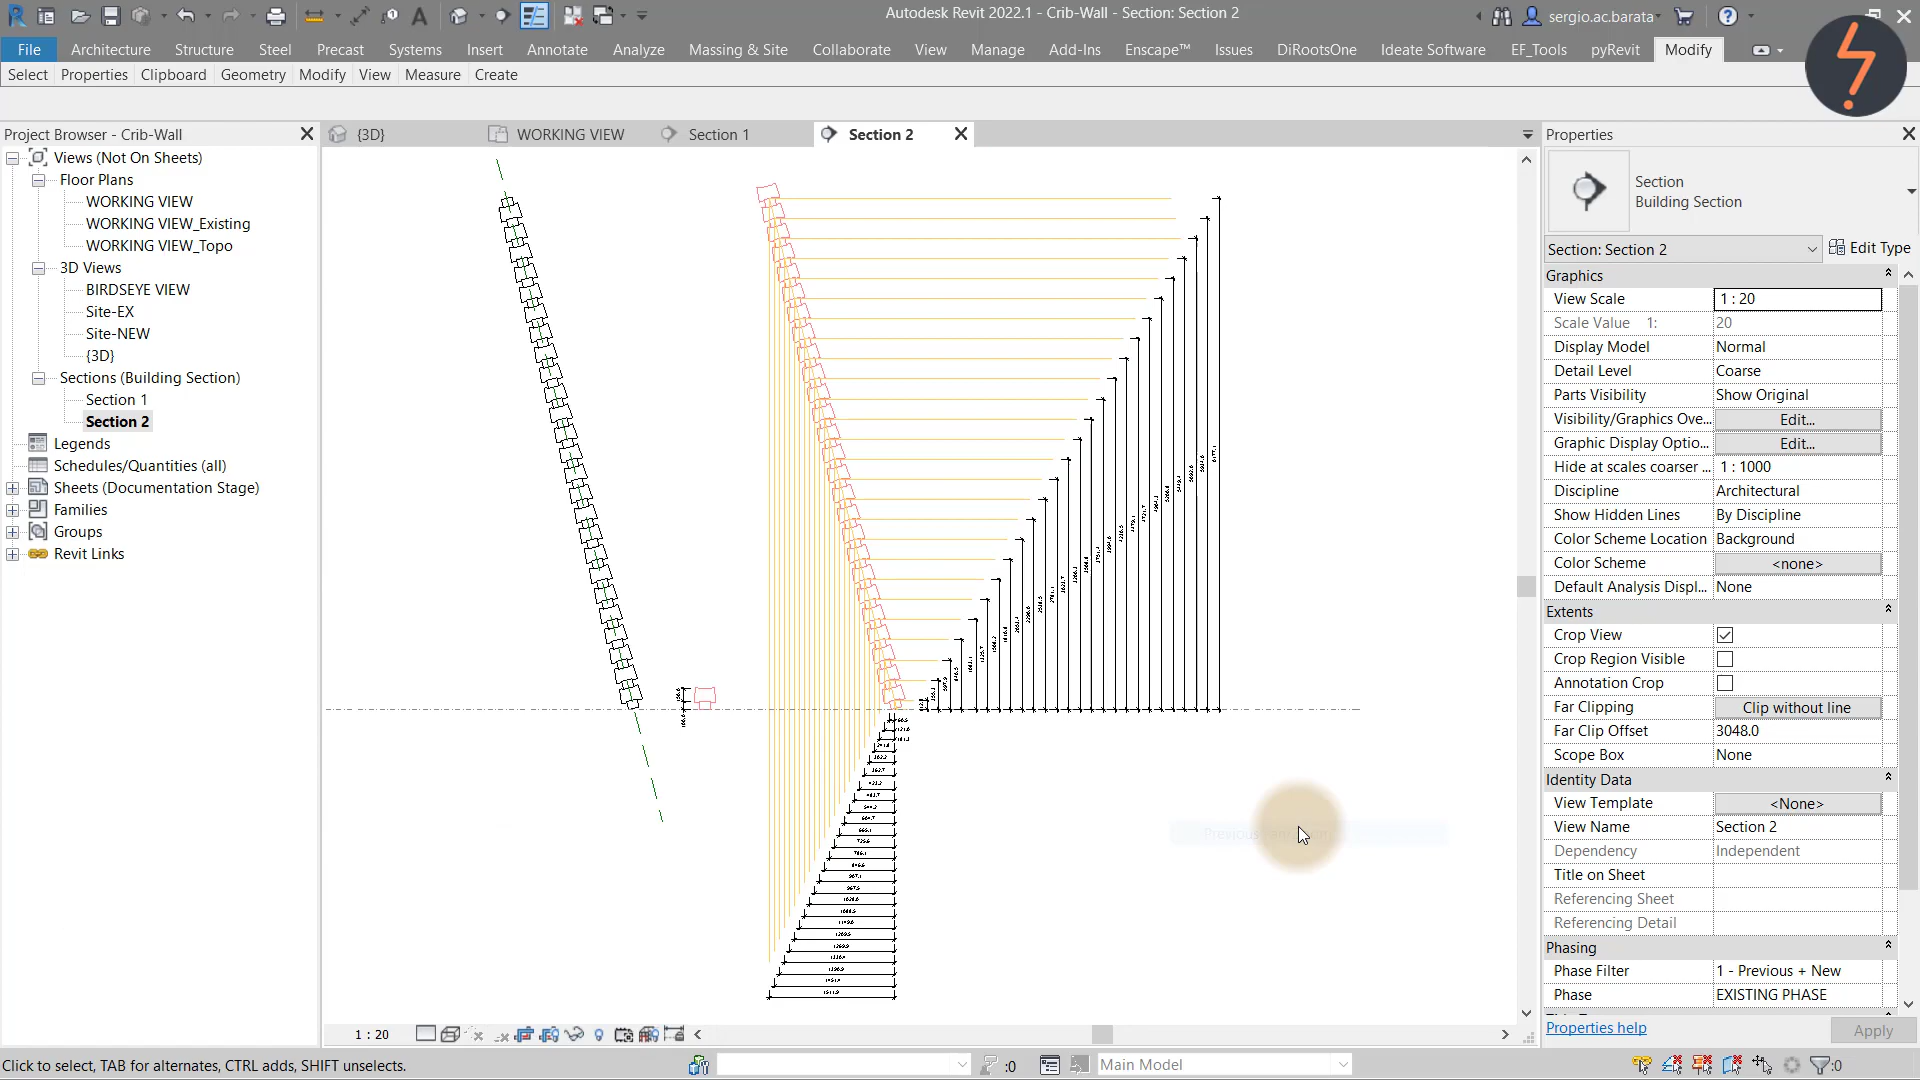 Autodesk Revit 2022.1 - Crib-Wall - Section: Section 2
sergio.ac.barata
File Architecture Structure Steel Precast Systems Insert Annotate Analyze Massing & Site Collaborate View Manage Add-Ins Enscape™ Issues DiRootsOne Ideate Software EF_Tools pyRevit Modify
Select Properties Clipboard Geometry Modify View Measure Create
Project Browser - Crib-Wall
Views (Not On Sheets)
Floor Plans
WORKING VIEW
WORKING VIEW_Existing
WORKING VIEW_Topo
3D Views
BIRDSEYE VIEW
Site-EX
Site-NEW
{3D}
Sections (Building Section)
Section 1
Section 2
Legends
Schedules/Quantities (all)
Sheets (Documentation Stage)
Families
Groups
Revit Links
{3D} WORKING VIEW Section 1 Section 2
Properties
Section
Building Section
Section: Section 2 Edit Type
Graphics
View Scale 1 : 20
Scale Value 1: 20
Display Model Normal
Detail Level Coarse
Parts Visibility Show Original
Visibility/Graphics Ove... Edit...
Graphic Display Optio... Edit...
Hide at scales coarser ... 1 : 1000
Discipline Architectural
Show Hidden Lines By Discipline
Color Scheme Location Background
Color Scheme <none>
Default Analysis Displ... None
Extents
Crop View
Crop Region Visible
Annotation Crop
Far Clipping Clip without line
Far Clip Offset 3048.0
Scope Box None
Identity Data
View Template <None>
View Name Section 2
Dependency Independent
Title on Sheet
Referencing Sheet
Referencing Detail
Phasing
Phase Filter 1 - Previous + New
Phase EXISTING PHASE
Properties help Apply
1 : 20
Click to select, TAB for alternates, CTRL adds, SHIFT unselects.
:0
Main Model
:0